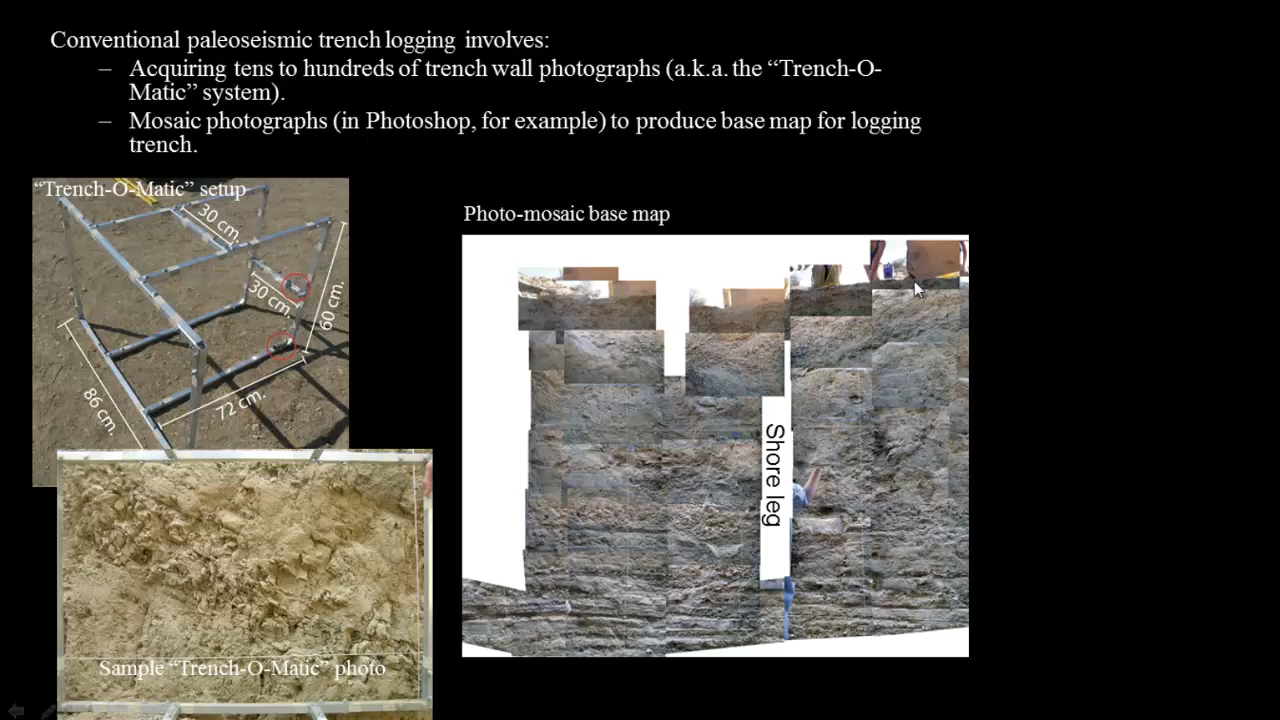 Conventional paleoseismic trench logging involves:
– Acquiring tens to hundreds of trench wall photographs (a.k.a. the “Trench-O-
Matic” system).
– Mosaic photographs (in Photoshop, for example) to produce base map for logging
trench.
“Trench-O-Matic” setup
30 cm.
30 cm.
60 cm.
86 cm.
72 cm.
Sample “Trench-O-Matic” photo
Photo-mosaic base map
Shore leg